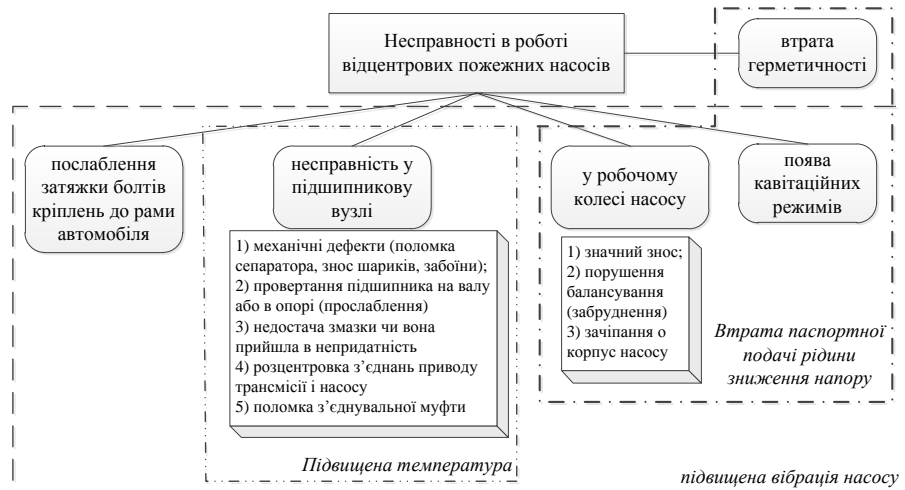 Несправності в роботі
відцентрових пожежних насосів
втрата
герметичності
послаблення
затяжки болтів
кріплень до рами
автомобіля
несправність у
підшипникову
вузлі
у робочому
колесі насосу
поява
кавітаційних
режимів
1) механічні дефекти (поломка
сепаратора, знос шариків, забоїни);
2) провертання підшипника на валу
або в опорі (прослаблення)
3) недостача змазки чи вона
прийшла в непридатність
4) розцентровка з’єднань приводу
трансмісії і насосу
5) поломка з’єднувальної муфти
1) значний знос;
2) порушення
балансування
(забруднення)
3) зачіпання о
корпус насосу
Втрата паспортної
подачі рідини
зниження напору
Підвищена температура
підвищена вібрація насосу